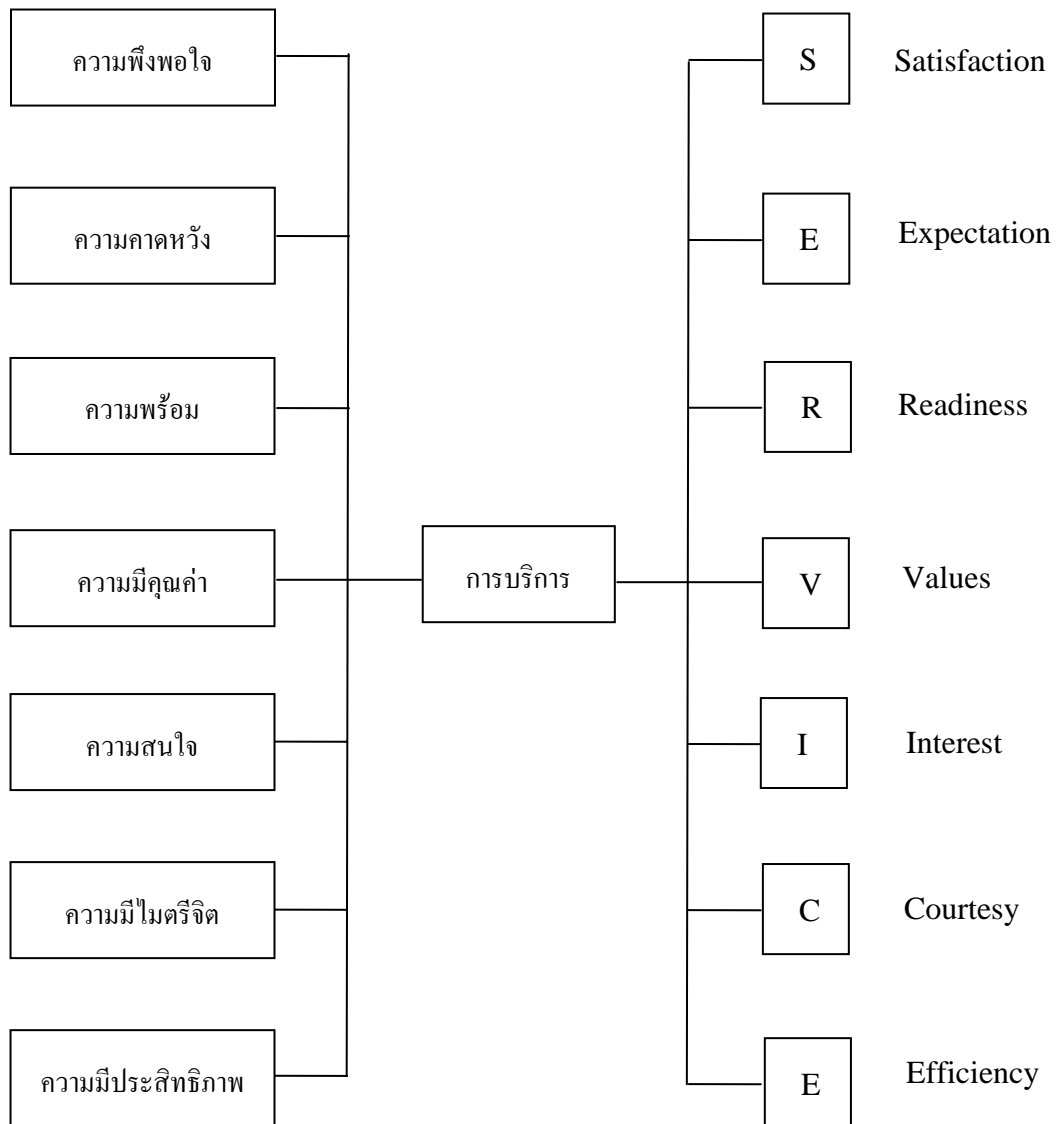 ความพึงพอใจ S Satisfaction
ความคาดหวัง E Expectation
ความพร้อม R Readiness
ความมีคุณค่า การบริการ V Values
ความสนใจ I Interest
ความมีไมตรีจิต C Courtesy
ความมีประสิทธิภาพ E Efficiency